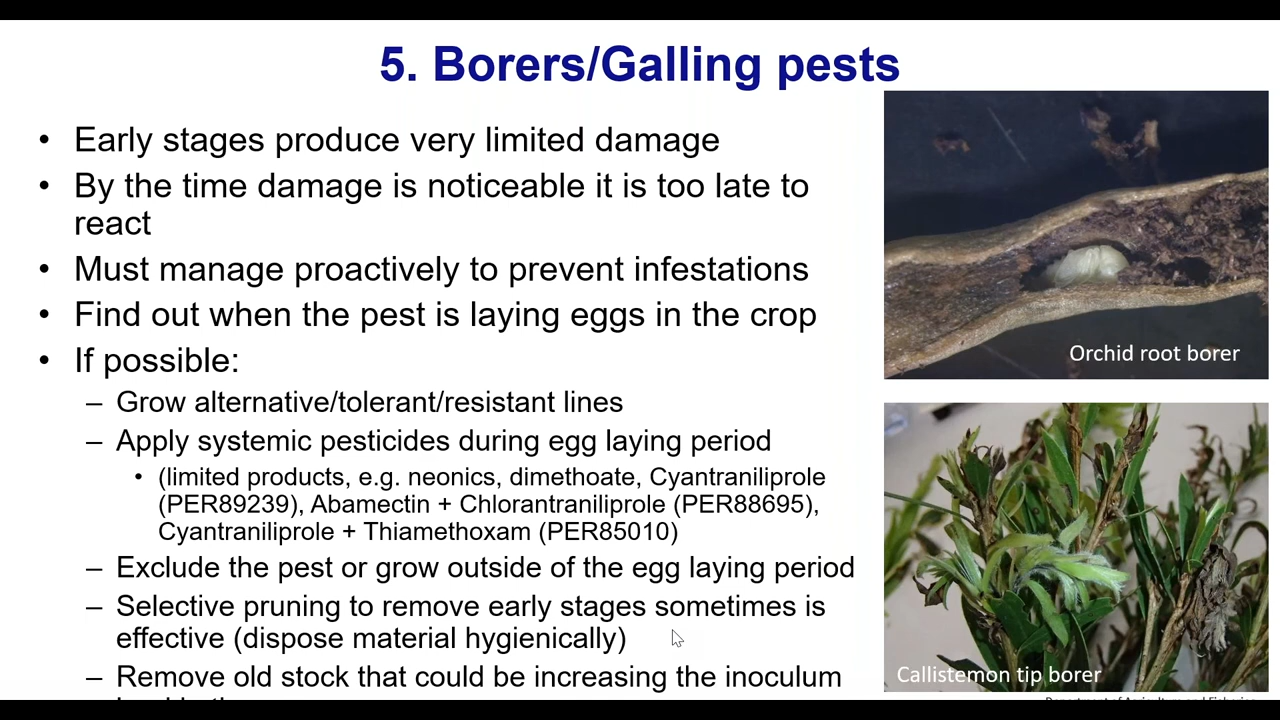 5. Borers/Galling pests
• Early stages produce very limited damage
• By the time damage is noticeable it is too late to
react
• Must manage proactively to prevent infestations
• Find out when the pest is laying eggs in the crop
• If possible:
– Grow alternative/tolerant/resistant lines
– Apply systemic pesticides during egg laying period
• (limited products, e.g. neonics, dimethoate, Cyantraniliprole
(PER89239), Abamectin + Chlorantraniliprole (PER88695),
Cyantraniliprole + Thiamethoxam (PER85010)
– Exclude the pest or grow outside of the egg laying period
– Selective pruning to remove early stages sometimes is
effective (dispose material hygienically)
– Remove old stock that could be increasing the inoculum
Orchid root borer
Callistemon tip borer